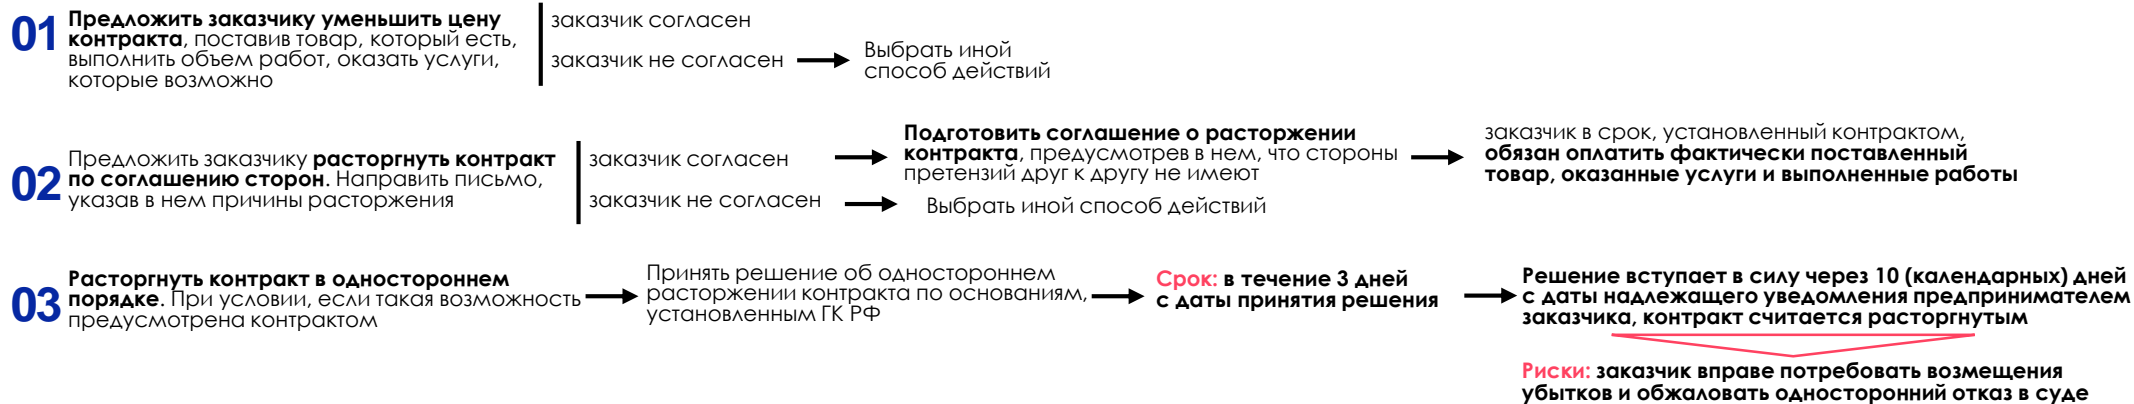 01
Предложить заказчику уменьшить цену
контракта, поставив товар, который есть,
выполнить объем работ, оказать услуги,
которые возможно
заказчик согласен
заказчик не согласен
Выбрать иной
способ действий
02
Предложить заказчику расторгнуть контракт
по соглашению сторон. Направить письмо,
указав в нем причины расторжения
заказчик согласен
Подготовить соглашение о расторжении
контракта, предусмотрев в нем, что стороны
претензий друг к другу не имеют
заказчик в срок, установленный контрактом,
обязан оплатить фактически поставленный
товар, оказанные услуги и выполненные работы
заказчик не согласен
Выбрать иной способ действий
03
Расторгнуть контракт в одностороннем
порядке. При условии, если такая возможность
предусмотрена контрактом
Принять решение об одностороннем
расторжении контракта по основаниям,
установленным ГК РФ
Срок: в течение 3 дней
с даты принятия решения
Решение вступает в силу через 10 (календарных) дней
с даты надлежащего уведомления предпринимателем
заказчика, контракт считается расторгнутым
Риски: заказчик вправе потребовать возмещения
убытков и обжаловать односторонний отказ в суде